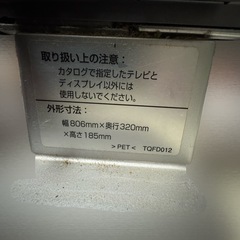 取り扱い上の注意：
カタログで指定したテレビと
ディスプレイ以外には
使用しないでください。
外形寸法：
幅806mm×奥行320mm
×高さ185mm
＞PET＜ TQFD012